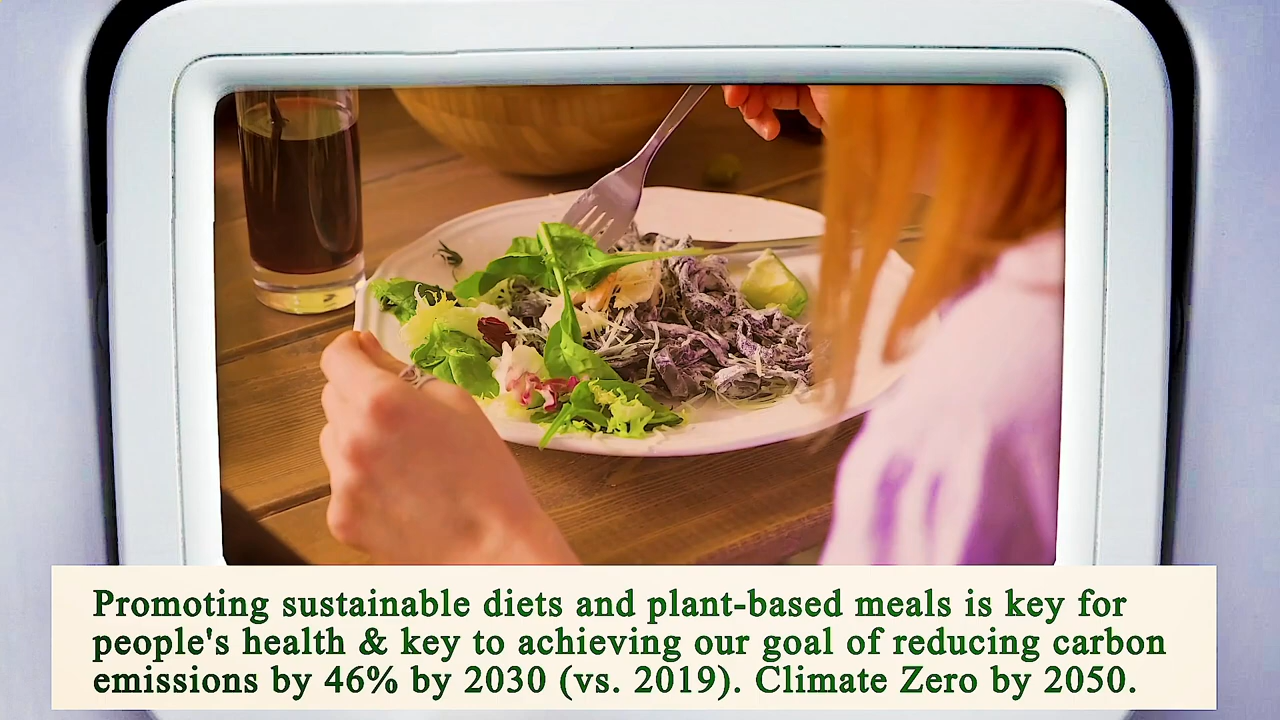 Promoting sustainable diets and plant-based meals is key for
people's health & key to achieving our goal of reducing carbon
emissions by 46% by 2030 (vs. 2019). Climate Zero by 2050.